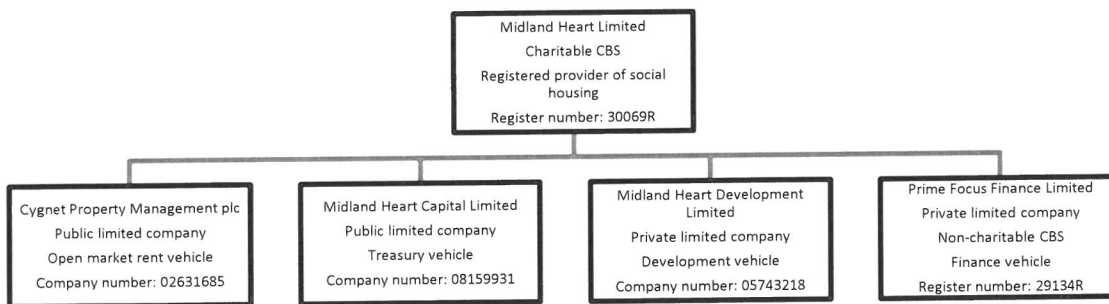 Midland Heart Limited
Charitable CBS
Registered provider of social
housing
Register number: 30069R
Cygnet Property Management plc
Public limited company
Open market rent vehicle
Company number: 02631685
Midland Heart Capital Limited
Public limited company
Treasury vehicle
Company number: 08159931
Midland Heart Development
Limited
Private limited company
Development vehicle
Company number: 05743218
Prime Focus Finance Limited
Private limited company
Non-charitable CBS
Finance vehicle
Register number: 29134R